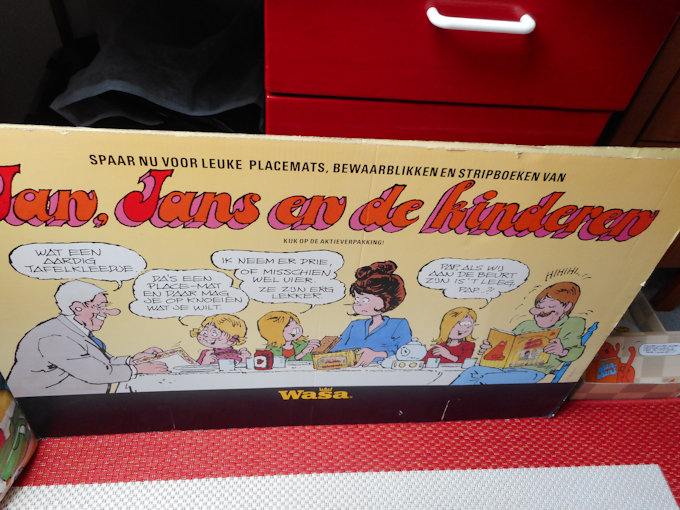 SPAAR NU VOOR LEUKE PLACEMATS, BEWAARBLIKKEN EN STRIPBOEKEN VAN
Jan, Jans en de kinderen
KIJK OP DE AKTIEVERPAKKING!
WAT EEN
AARDIG
TAFELKLEEDJE
DA'S EEN
PLACE-MAT
EN DAAR MAG
JE OP KNOEIEN
WAT JE WILT.
IK NEEM ER DRIE,
OF MISSCHIEN
WEL VIER.
ZE ZIJN ERG
LEKKER.
PAP, ALS WIJ
AAN DE BEURT
ZIJN IS 'T LEEG,
PAP..?
HIHIHI..
Wasa